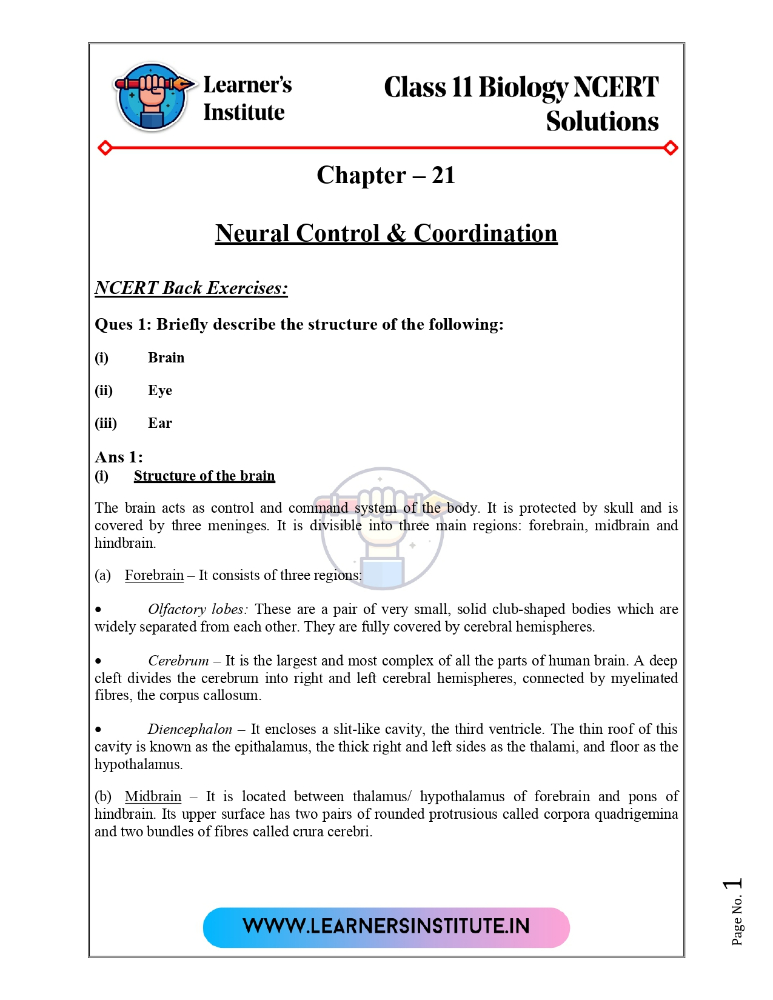 Learner's
Institute
Class 11 Biology NCERT
Solutions
Chapter – 21
Neural Control & Coordination
NCERT Back Exercises:
Ques 1: Briefly describe the structure of the following:
(i) Brain
(ii) Eye
(iii) Ear
Ans 1:
(i) Structure of the brain
The brain acts as control and command system of the body. It is protected by skull and is
covered by three meninges. It is divisible into three main regions: forebrain, midbrain and
hindbrain.
(a) Forebrain – It consists of three regions:
• Olfactory lobes: These are a pair of very small, solid club-shaped bodies which are
widely separated from each other. They are fully covered by cerebral hemispheres.
• Cerebrum – It is the largest and most complex of all the parts of human brain. A deep
cleft divides the cerebrum into right and left cerebral hemispheres, connected by myelinated
fibres, the corpus callosum.
• Diencephalon – It encloses a slit-like cavity, the third ventricle. The thin roof of this
cavity is known as the epithalamus, the thick right and left sides as the thalami, and floor as the
hypothalamus.
(b) Midbrain – It is located between thalamus/ hypothalamus of forebrain and pons of
hindbrain. Its upper surface has two pairs of rounded protrusious called corpora quadrigemina
and two bundles of fibres called crura cerebri.
WWW.LEARNERSINSTITUTE.IN
Page No. 1